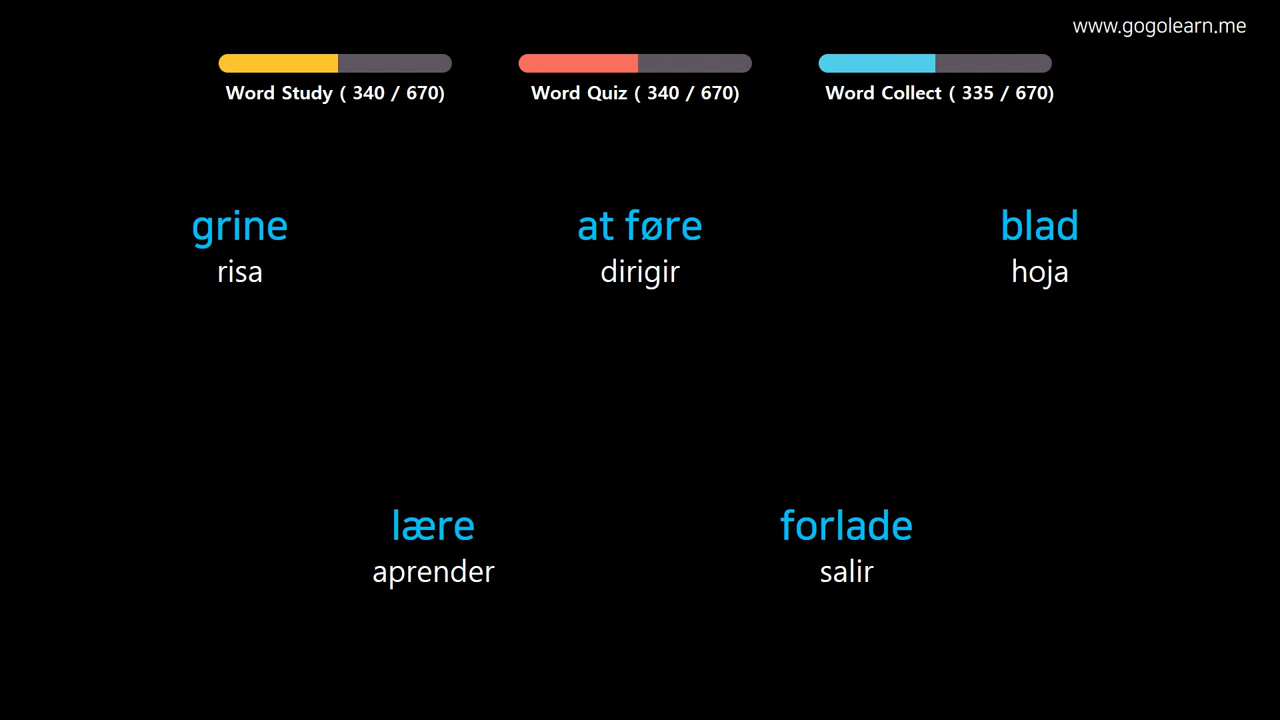 www.gogolearn.me
Word Study ( 340 / 670)
Word Quiz ( 340 / 670)
Word Collect ( 335 / 670)
grine
risa
at føre
dirigir
blad
hoja
lære
aprender
forlade
salir